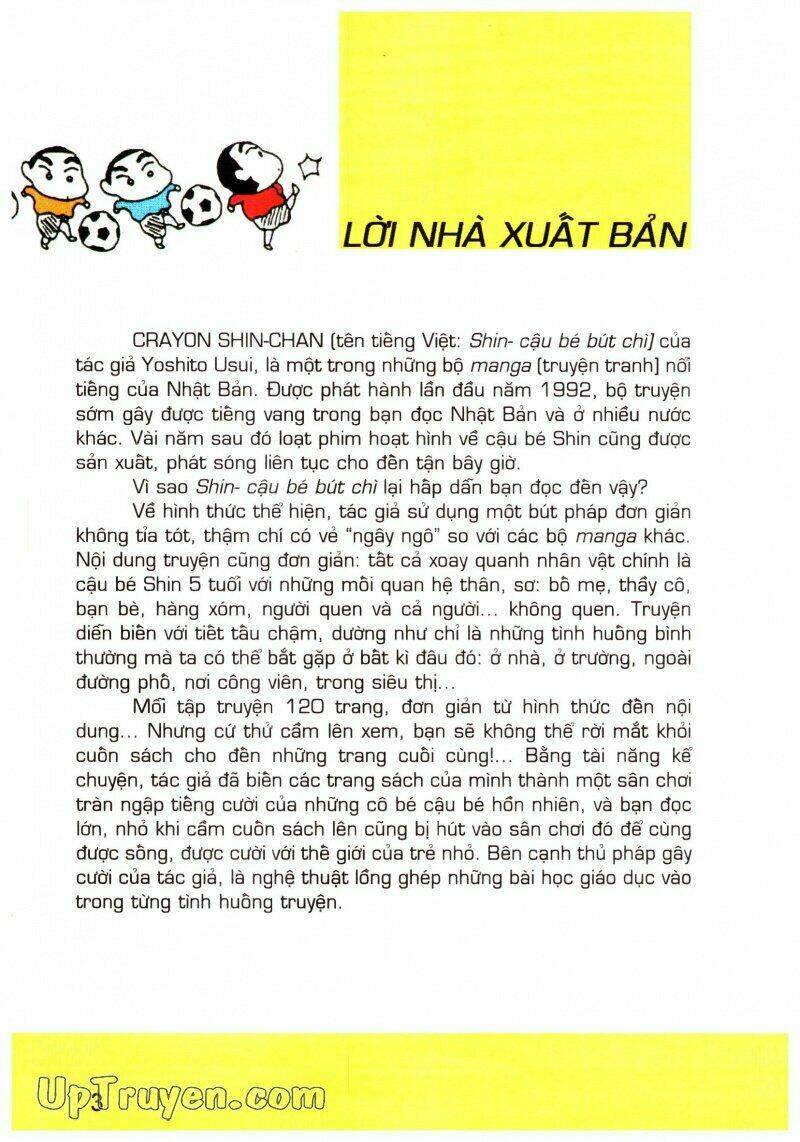 LỜI NHÀ XUẤT BẢN
CRAYON SHIN-CHAN (tên tiếng Việt: Shin- cậu bé bút chì] của
tác giả Yoshito Usui, là một trong những bộ manga [truyện tranh] nổi
tiếng của Nhật Bản. Được phát hành lần đầu năm 1992, bộ truyện
sớm gây được tiếng vang trong bạn đọc Nhật Bản và ở nhiều nước
khác. Vài năm sau đó loạt phim hoạt hình về cậu bé Shin cũng được
sản xuất, phát sóng liên tục cho đến tận bây giờ.
Vì sao Shin- cậu bé bút chì lại hấp dẫn bạn đọc đến vậy?
Về hình thức thể hiện, tác giả sử dụng một bút pháp đơn giản
không tỉa tót, thậm chí có vẻ “ngây ngô” so với các bộ manga khác.
Nội dung truyện cũng đơn giản: tất cả xoay quanh nhân vật chính là
cậu bé Shin 5 tuổi với những mối quan hệ thân, sơ: bố mẹ, thầy cô,
bạn bè, hàng xóm, người quen và cả người... không quen. Truyện
diễn biến với tiết tấu chậm, dường như chỉ là những tình huống bình
thường mà ta có thể bắt gặp ở bất kì đâu đó: ở nhà, ở trường, ngoài
đường phố, nơi công viên, trong siêu thị...
Mỗi tập truyện 120 trang, đơn giản từ hình thức đến nội
dung... Nhưng cứ thử cầm lên xem, bạn sẽ không thể rời mắt khỏi
cuốn sách cho đến những trang cuối cùng!... Bằng tài năng kể
chuyện, tác giả đã biến các trang sách của mình thành một sân chơi
tràn ngập tiếng cười của những cô bé cậu bé hồn nhiên, và bạn đọc
lớn, nhỏ khi cầm cuốn sách lên cũng bị hút vào sân chơi đó để cùng
được sống, được cười với thế giới của trẻ nhỏ. Bên cạnh thủ pháp gây
cười của tác giả, là nghệ thuật lồng ghép những bài học giáo dục vào
trong từng tình huống truyện.
3
UpTruyen.com